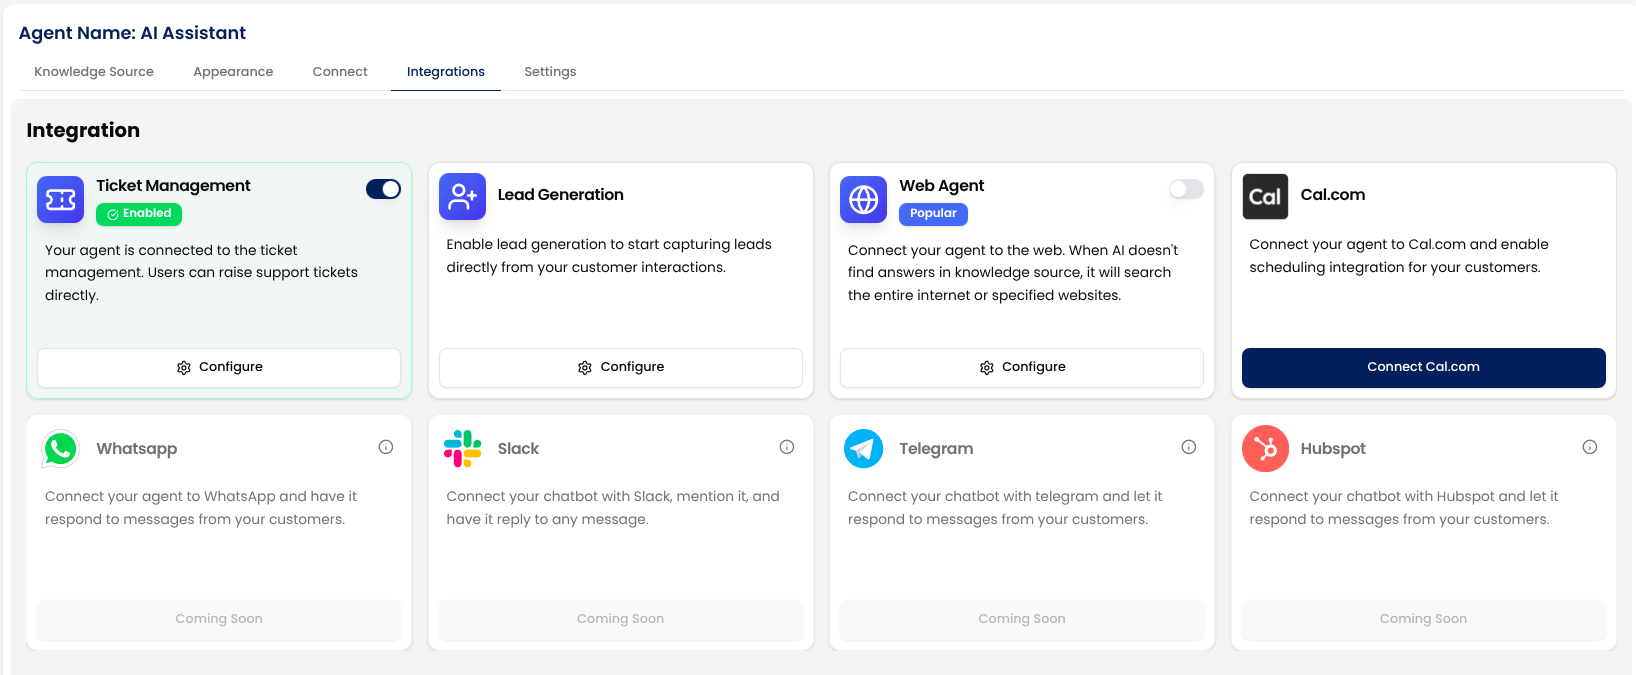 Agent Name: AI Assistant
Knowledge Source
Appearance
Connect
Integrations
Settings
Integration
Ticket Management
Enabled
Your agent is connected to the ticket
management. Users can raise support tickets
directly.
Configure
Lead Generation
Enable lead generation to start capturing leads
directly from your customer interactions.
Configure
Web Agent
Popular
Connect your agent to the web. When AI doesn't
find answers in knowledge source, it will search
the entire internet or specified websites.
Configure
Cal
Cal.com
Connect your agent to Cal.com and enable
scheduling integration for your customers.
Connect Cal.com
Whatsapp
Connect your agent to WhatsApp and have it
respond to messages from your customers.
Coming Soon
Slack
Connect your chatbot with Slack, mention it, and
have it reply to any message.
Coming Soon
Telegram
Connect your chatbot with telegram and let it
respond to messages from your customers.
Coming Soon
Hubspot
Connect your chatbot with Hubspot and let it
respond to messages from your customers.
Coming Soon